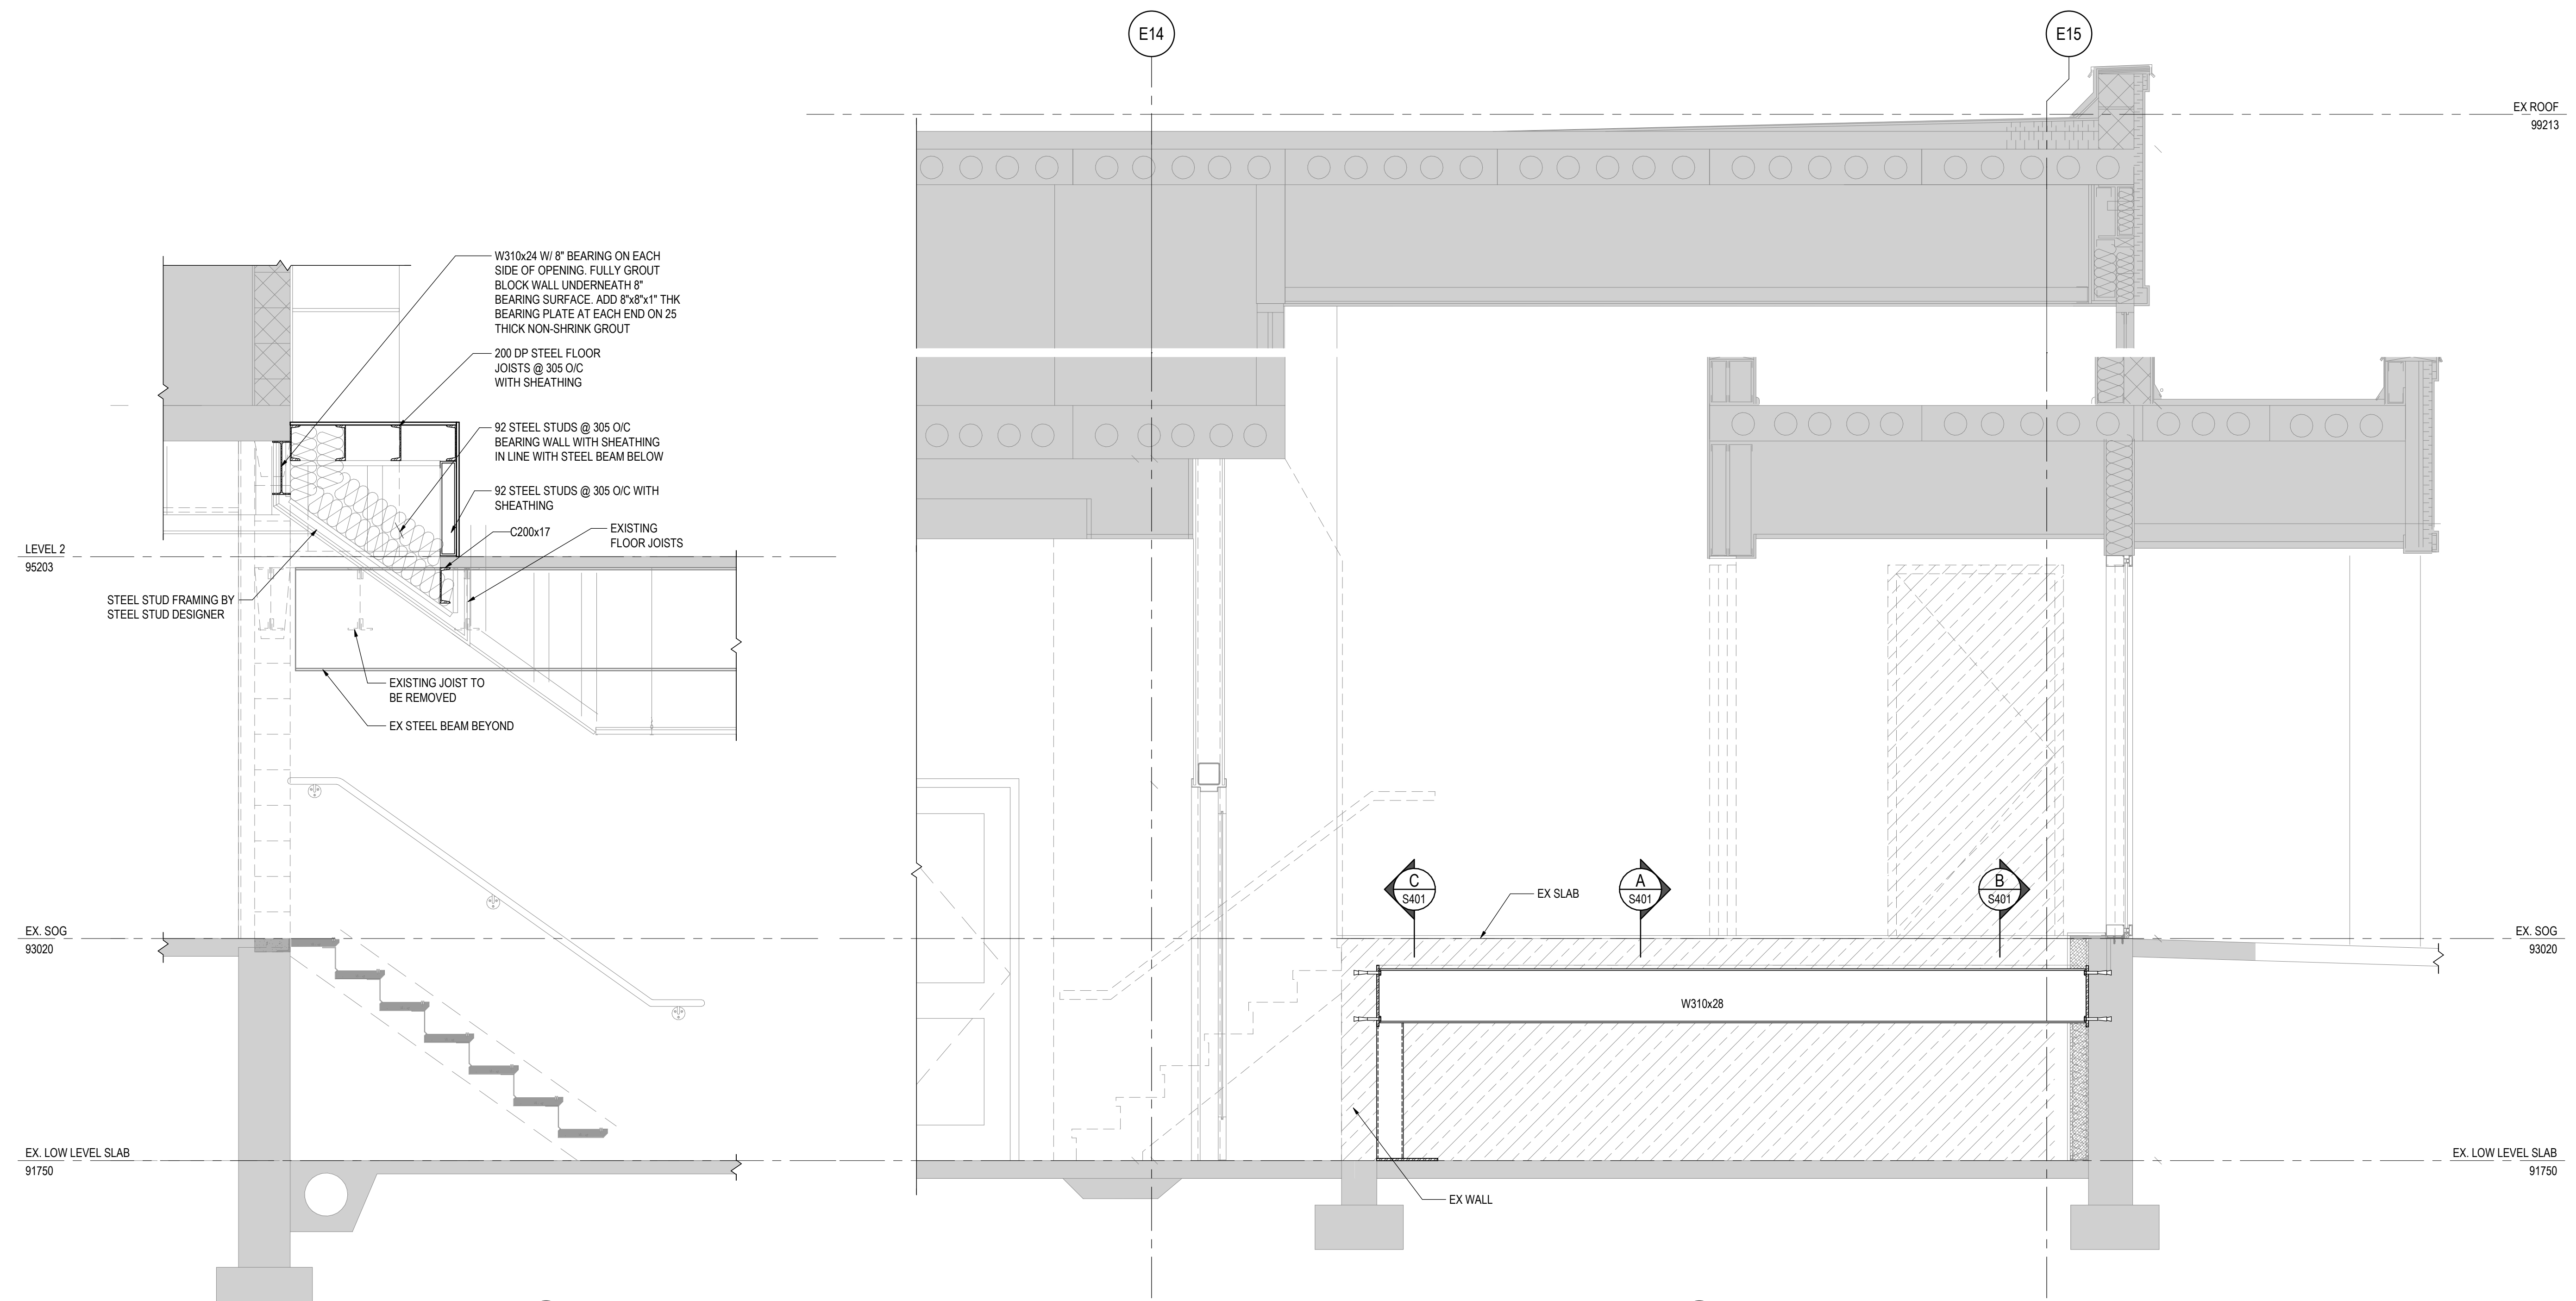 E14
E15
EX ROOF
99213
W310x24 W/ 8" BEARING ON EACH
SIDE OF OPENING. FULLY GROUT
BLOCK WALL UNDERNEATH 8"
BEARING SURFACE. ADD 8"x8"x1" THK
BEARING PLATE AT EACH END ON 25
THICK NON-SHRINK GROUT
200 DP STEEL FLOOR
JOISTS @ 305 O/C
WITH SHEATHING
92 STEEL STUDS @ 305 O/C
BEARING WALL WITH SHEATHING
IN LINE WITH STEEL BEAM BELOW
92 STEEL STUDS @ 305 O/C WITH
SHEATHING
C200x17
EXISTING
FLOOR JOISTS
LEVEL 2
95203
STEEL STUD FRAMING BY
STEEL STUD DESIGNER
EXISTING JOIST TO
BE REMOVED
EX STEEL BEAM BEYOND
C
S401
A
S401
B
S401
EX SLAB
EX. SOG
93020
EX. SOG
93020
W310x28
EX. LOW LEVEL SLAB
91750
EX. LOW LEVEL SLAB
91750
EX WALL